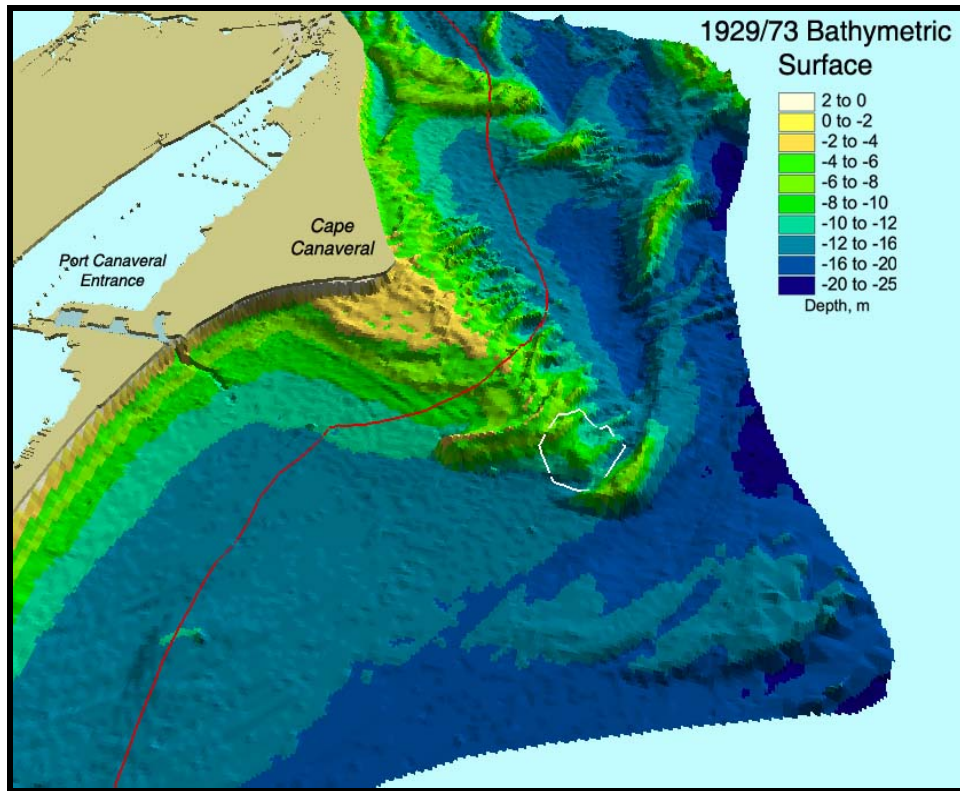 1929/73 Bathymetric
Surface
2 to 0
0 to -2
-2 to -4
-4 to -6
-6 to -8
-8 to -10
-10 to -12
-12 to -16
-16 to -20
-20 to -25
Depth, m
Cape
Canaveral
Port Canaveral
Entrance